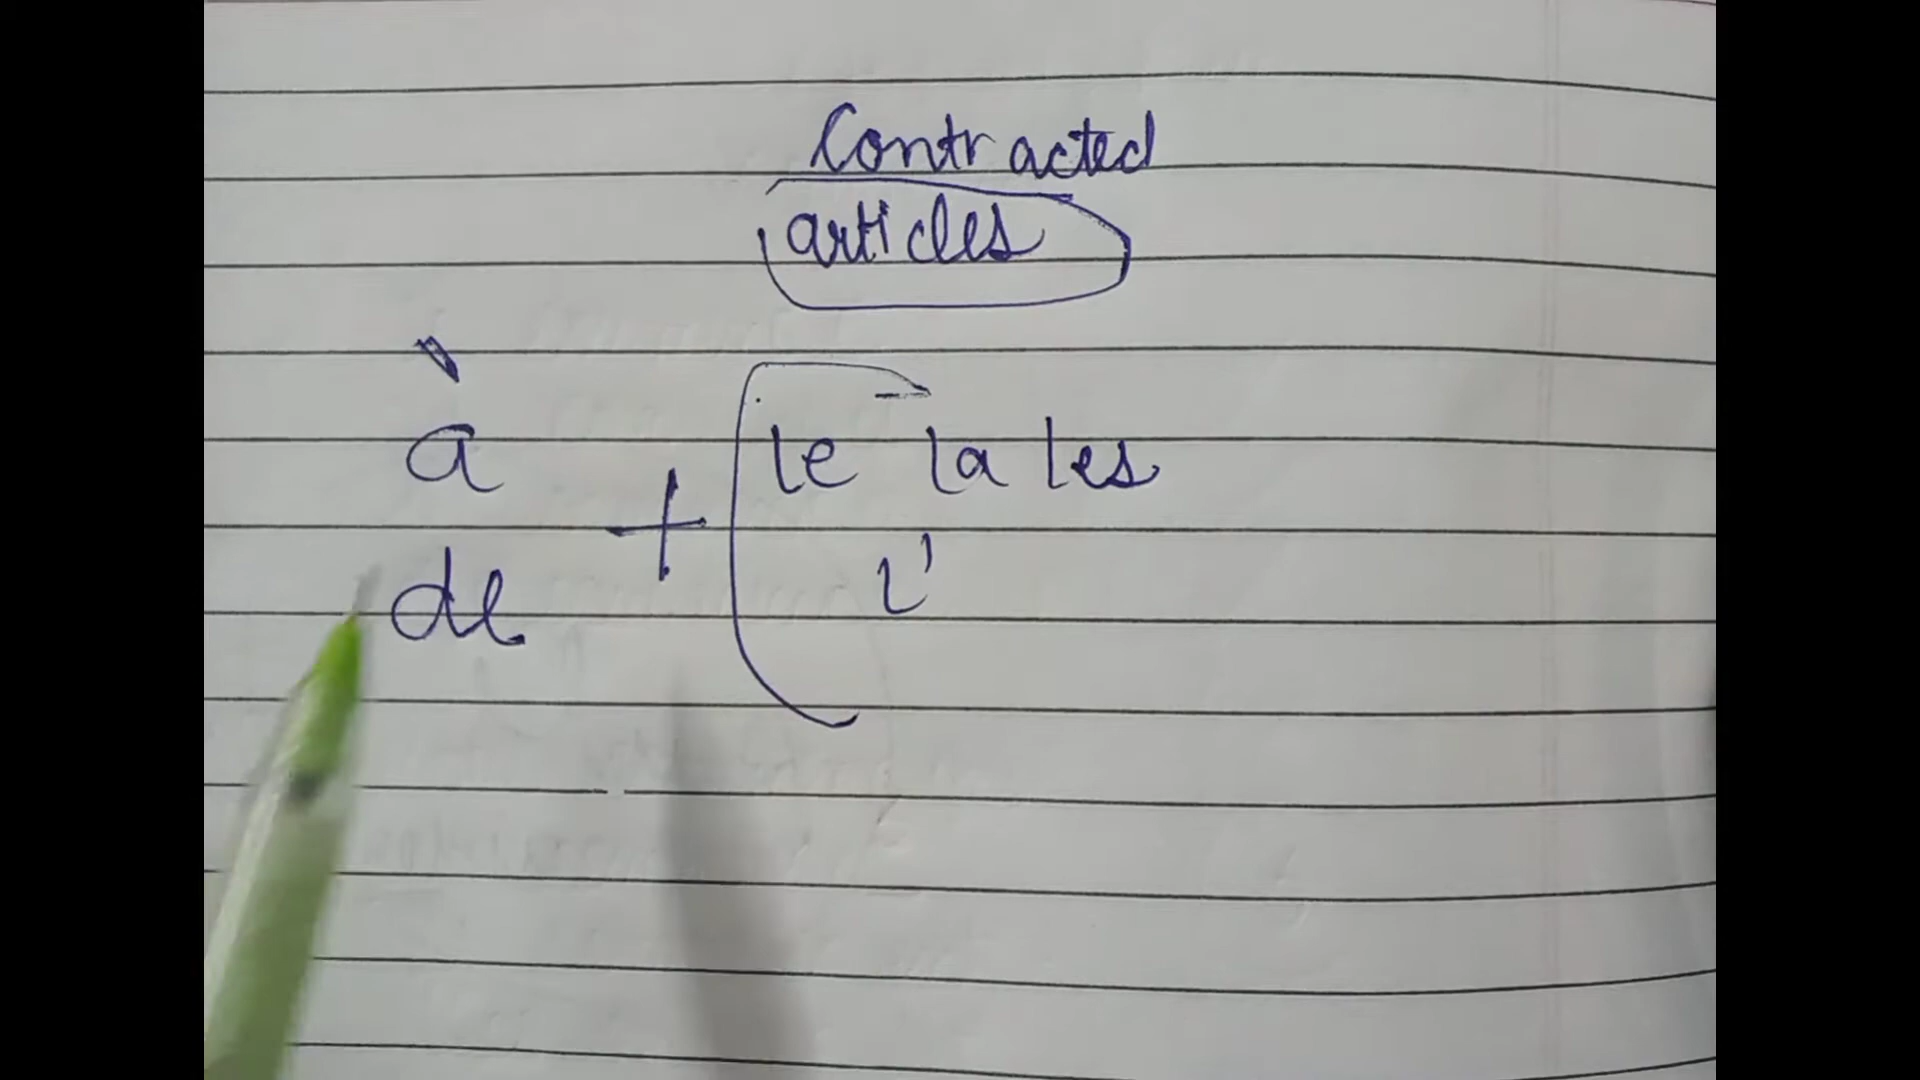 Contracted
articles
à + le la les
de l'